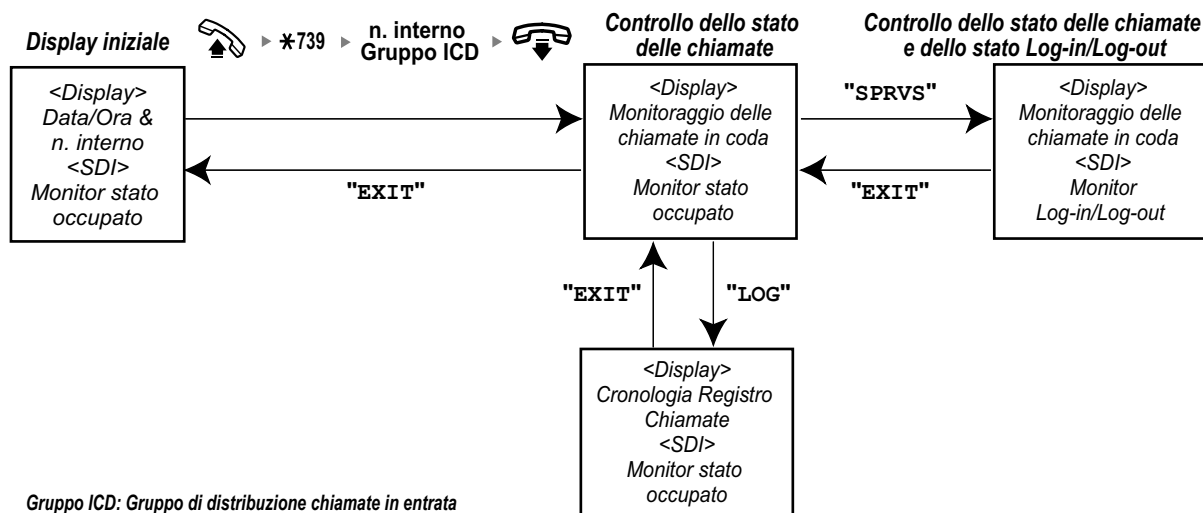 Display iniziale
✱739
n. interno
Gruppo ICD
Controllo dello stato
delle chiamate
Controllo dello stato delle chiamate
e dello stato Log-in/Log-out
<Display>
Data/Ora &
n. interno
<SDI>
Monitor stato
occupato
"EXIT"
<Display>
Monitoraggio delle
chiamate in coda
<SDI>
Monitor stato
occupato
"SPRVS"
"EXIT"
<Display>
Monitoraggio delle
chiamate in coda
<SDI>
Monitor
Log-in/Log-out
"EXIT"
"LOG"
<Display>
Cronologia Registro
Chiamate
<SDI>
Monitor stato
occupato
Gruppo ICD: Gruppo di distribuzione chiamate in entrata